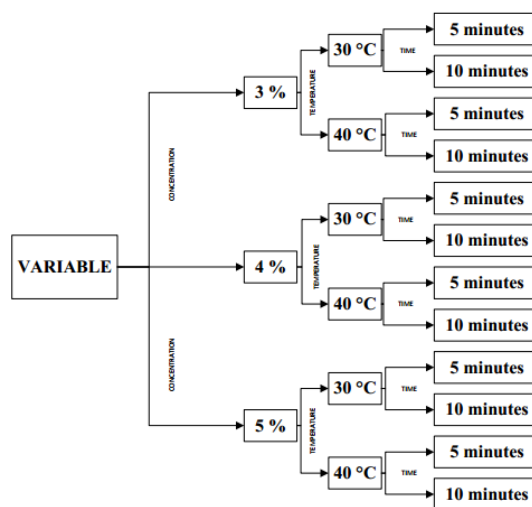 VARIABLE
CONCENTRATION
CONCENTRATION
3 %
TEMPERATURE
30 °C
TIME
5 minutes
10 minutes
40 °C
TIME
5 minutes
10 minutes
4 %
TEMPERATURE
30 °C
TIME
5 minutes
10 minutes
40 °C
TIME
5 minutes
10 minutes
5 %
TEMPERATURE
30 °C
TIME
5 minutes
10 minutes
40 °C
TIME
5 minutes
10 minutes